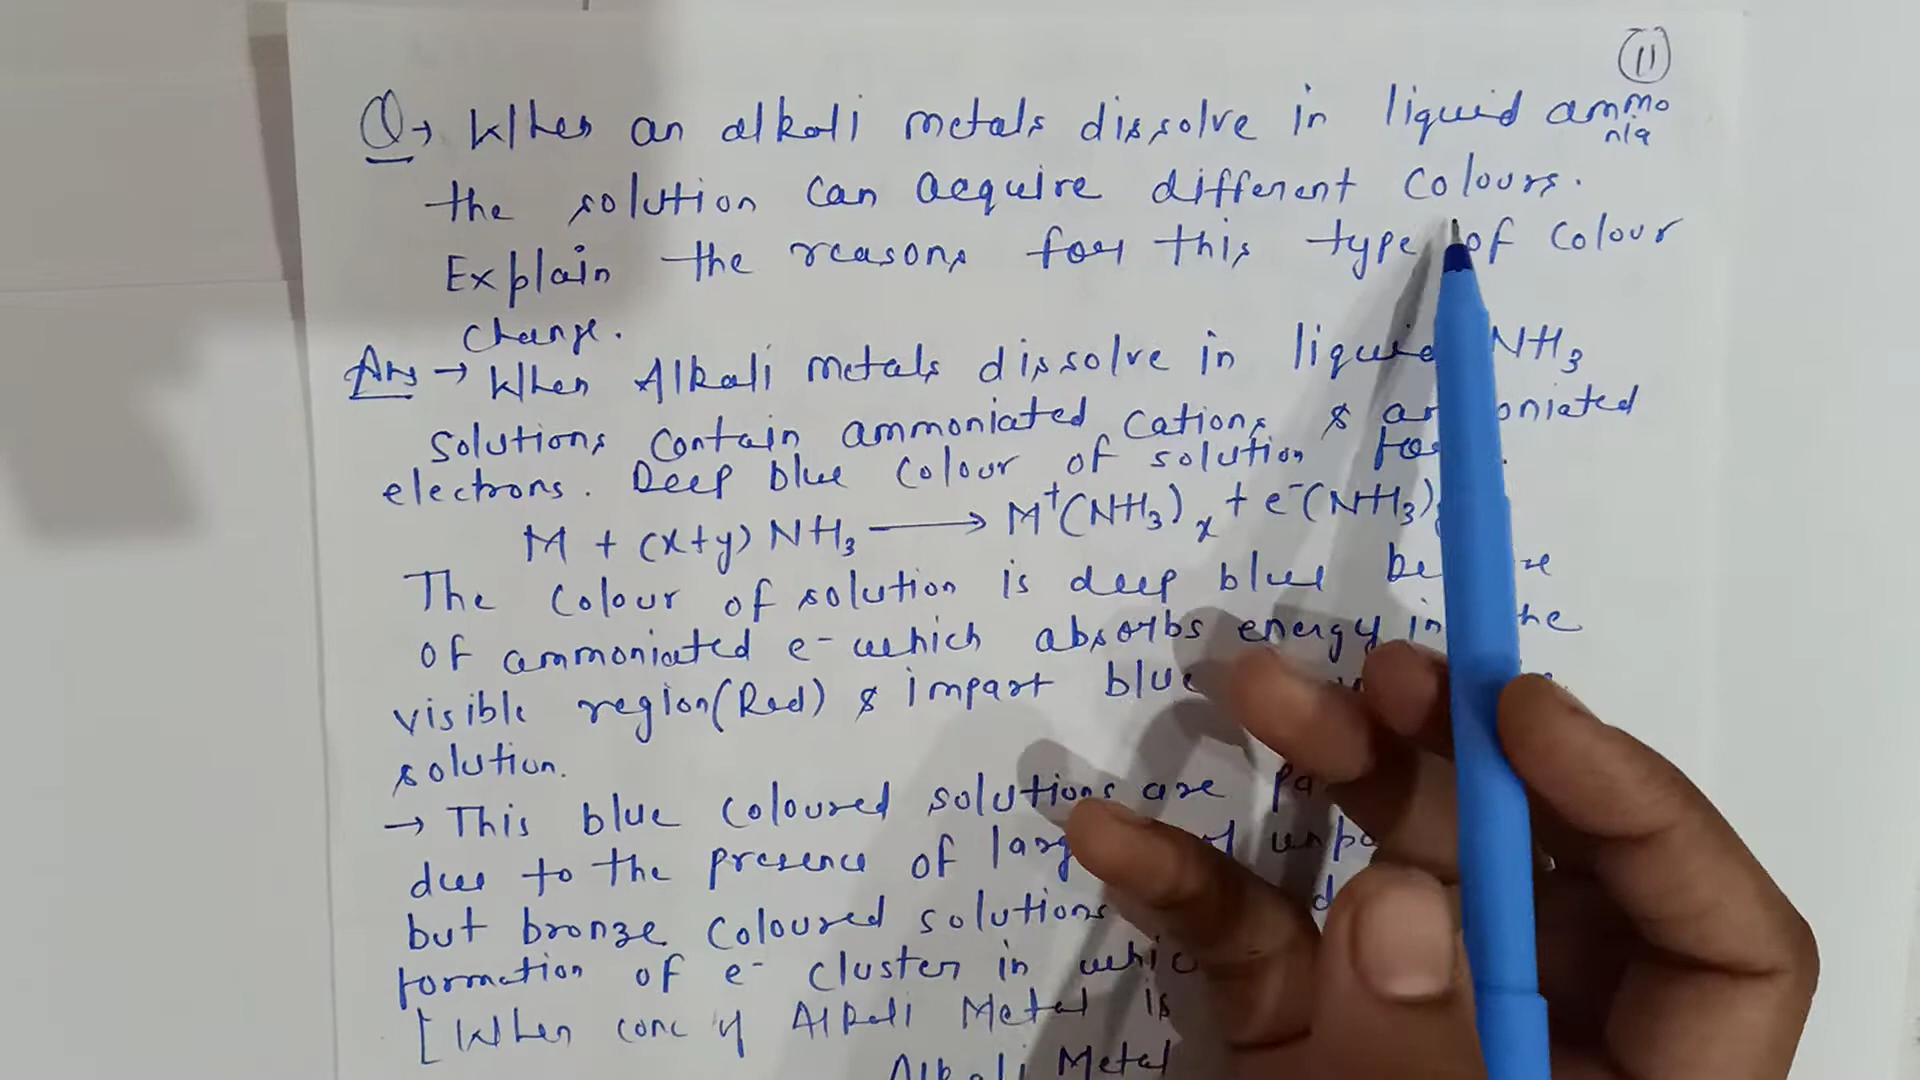 11
Q→ When an alkali metals dissolve in liquid ammonia
the solution can acquire different colours.
Explain the reasons for this type of colour
change.
Ans → When Alkali metals dissolve in liquid NH3
solutions contain ammoniated cations &
electrons. Deep blue colour of solution
M + (x+y) NH3 → M+(NH3)x + e-(NH3)
The colour of solution is deep blue
of ammoniated e- which absorbs energy in the
visible region (Red) & impart blue
solution.
→ This blue coloured solutions are
due to the presence of
but bronze coloured solutions
formation of e- cluster in
[When conc of Alkali Metal is
Alkali Metal